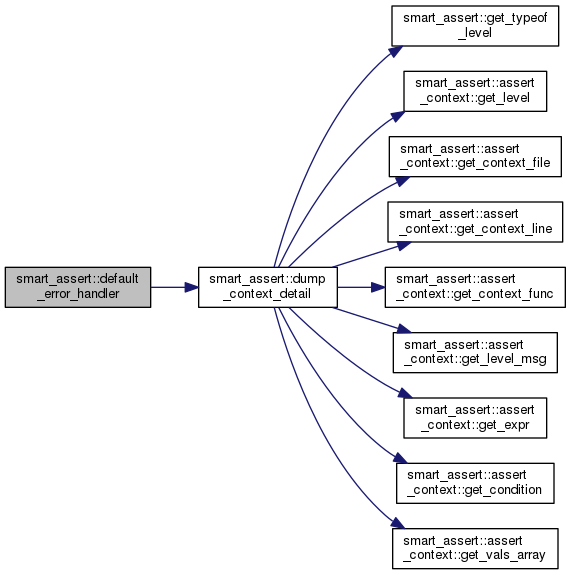 smart_assert::default
_error_handler
smart_assert::dump
_context_detail
smart_assert::get_typeof
_level
smart_assert::assert
_context::get_level
smart_assert::assert
_context::get_context_file
smart_assert::assert
_context::get_context_line
smart_assert::assert
_context::get_context_func
smart_assert::assert
_context::get_level_msg
smart_assert::assert
_context::get_expr
smart_assert::assert
_context::get_condition
smart_assert::assert
_context::get_vals_array